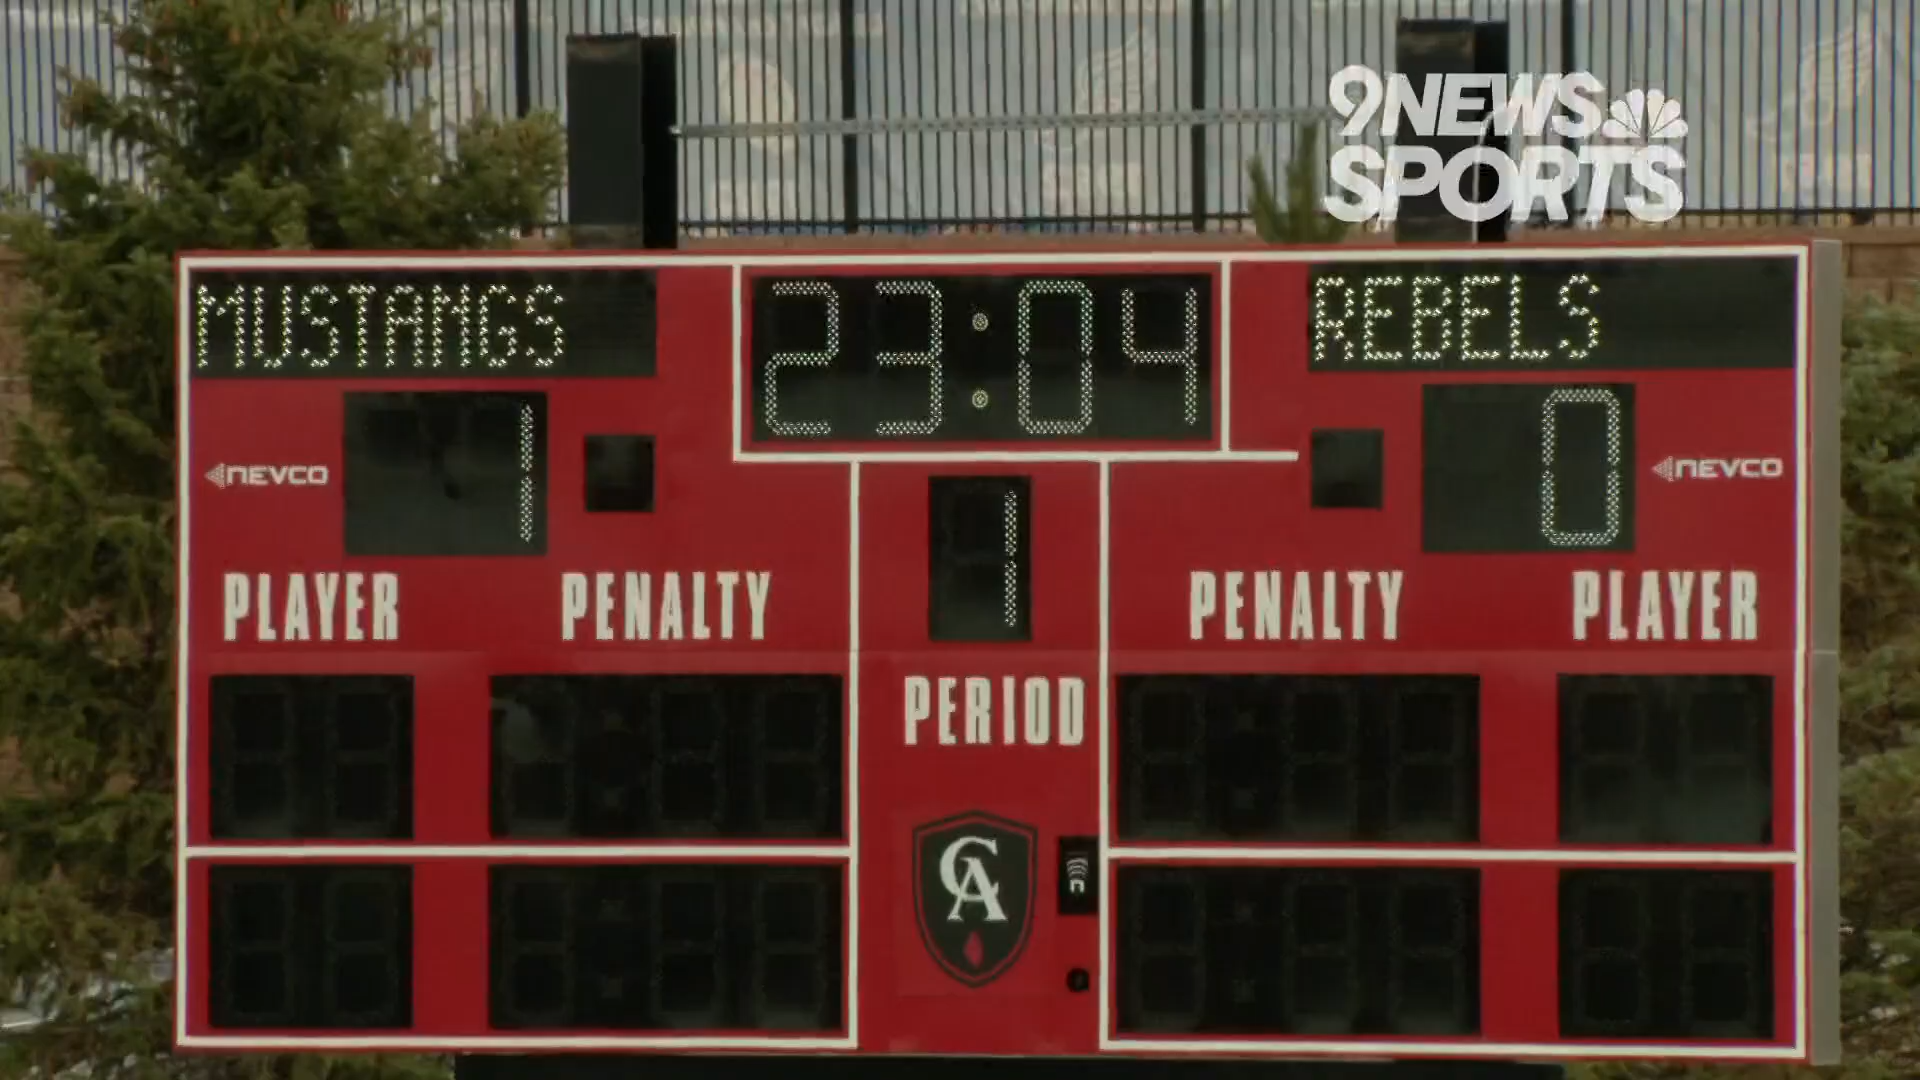 9NEWS
SPORTS
MUSTANGS 23:04 REBELS
NEVCO 1 1 0 NEVCO
PLAYER PENALTY PENALTY PLAYER
PERIOD
CA